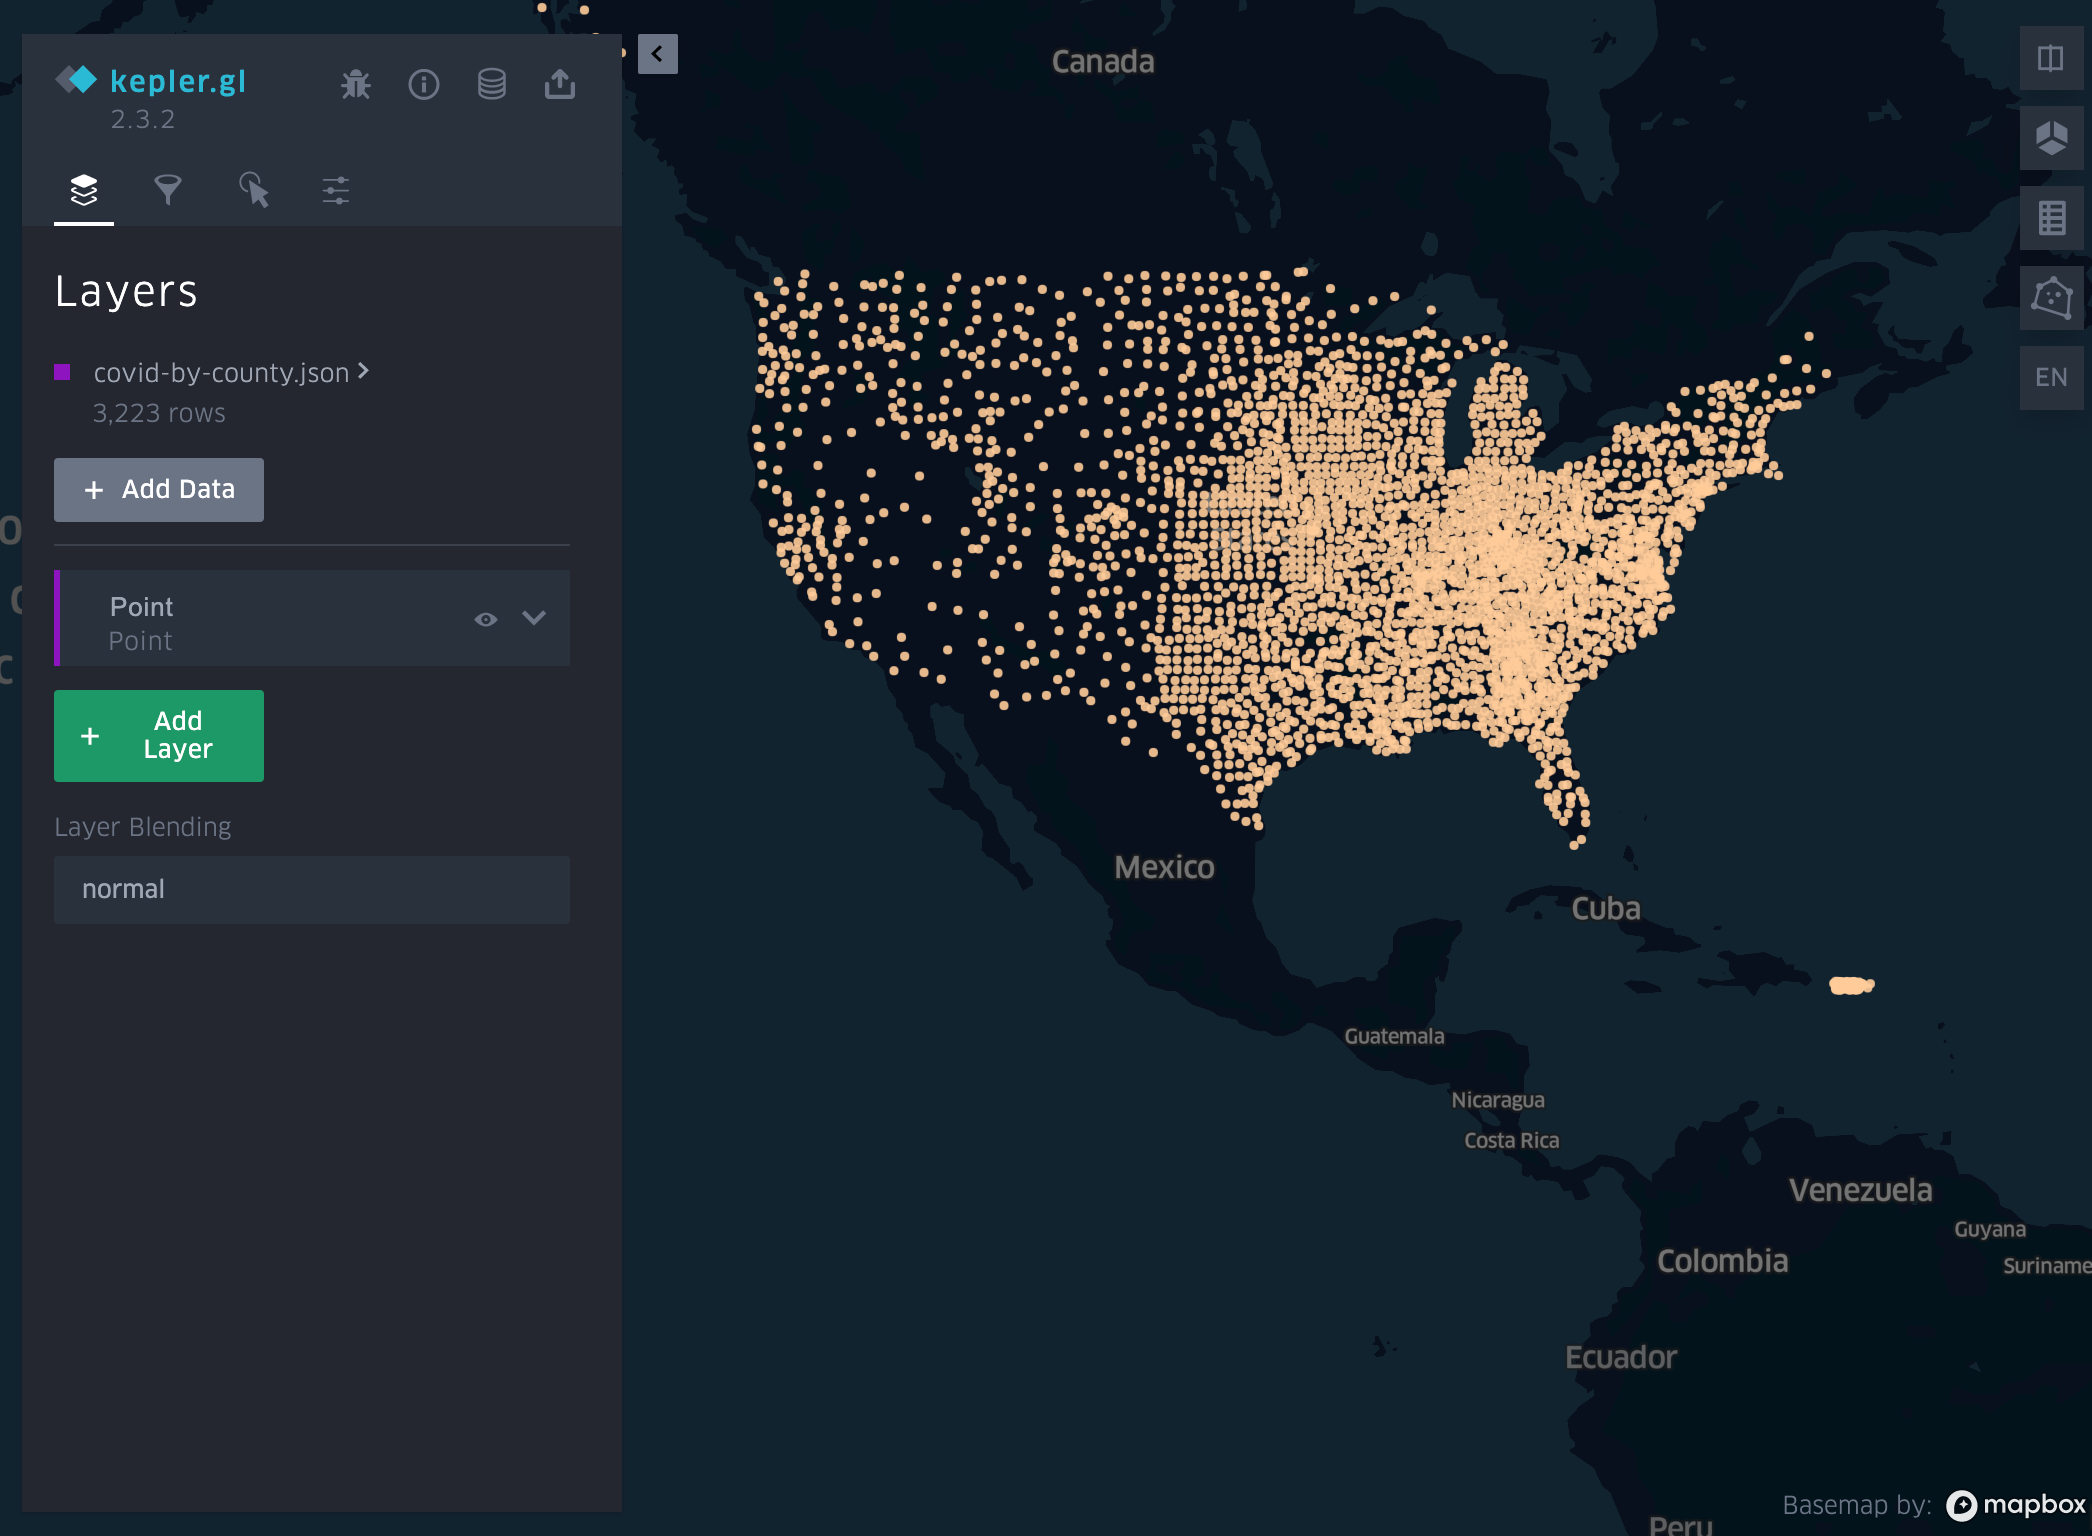 kepler.gl
2.3.2
Layers
covid-by-county.json
3,223 rows
+ Add Data
Point
Point
+ Add
Layer
Layer Blending
normal
Canada
EN
Mexico
Cuba
Guatemala
Nicaragua
Costa Rica
Venezuela
Guyana
Colombia
Suriname
Ecuador
Basemap by: mapbox
Peru